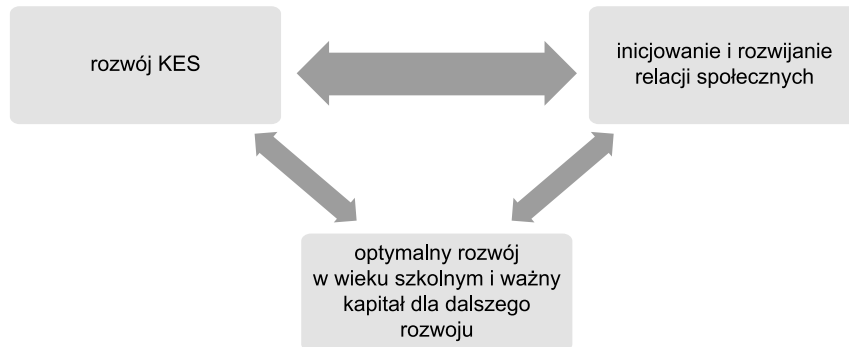 rozwój KES
inicjowanie i rozwijanie
relacji społecznych
optymalny rozwój
w wieku szkolnym i ważny
kapitał dla dalszego
rozwoju